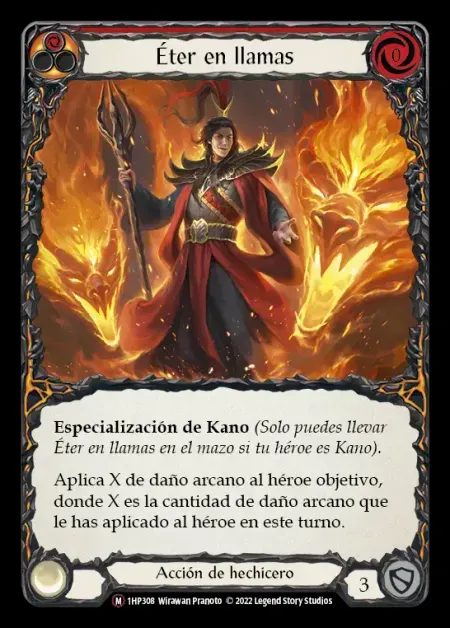 Éter en llamas
0
Especialización de Kano (Solo puedes llevar
Éter en llamas en el mazo si tu héroe es Kano).
Aplica X de daño arcano al héroe objetivo,
donde X es la cantidad de daño arcano que
le has aplicado al héroe en este turno.
Acción de hechicero
3
M 1HP308 Wirawan Pranoto © 2022 Legend Story Studios